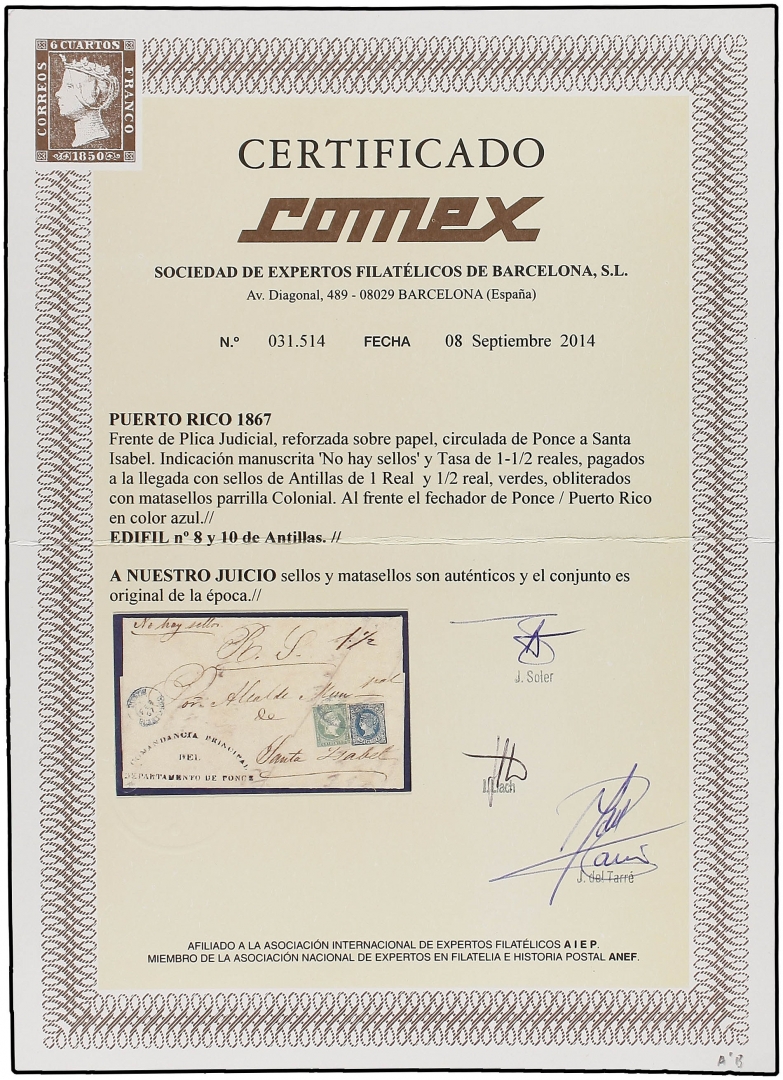 6 CUARTOS
CORREOS
FRANCO
1850
CERTIFICADO
comex
SOCIEDAD DE EXPERTOS FILATÉLICOS DE BARCELONA, S.L.
Av. Diagonal, 489 - 08029 BARCELONA (España)
N.º 031.514 FECHA 08 Septiembre 2014
PUERTO RICO 1867
Frente de Plica Judicial, reforzada sobre papel, circulada de Ponce a Santa
Isabel. Indicación manuscrita 'No hay sellos' y Tasa de 1-1/2 reales, pagados
a la llegada con sellos de Antillas de 1 Real y 1/2 real, verdes, obliterados
con matasellos parrilla Colonial. Al frente el fechador de Ponce / Puerto Rico
en color azul.//
EDIFIL nº 8 y 10 de Antillas. //
A NUESTRO JUICIO sellos y matasellos son auténticos y el conjunto es
original de la época.//
No hay sellos
R. S. 1½
Por Alcalde
de
Santa Isabel
COMANDANCIA PRINCIPAL
DEL
DEPARTAMENTO DE PONCE
J. Soler
J. del Tarré
AFILIADO A LA ASOCIACIÓN INTERNACIONAL DE EXPERTOS FILATÉLICOS A I E P.
MIEMBRO DE LA ASOCIACIÓN NACIONAL DE EXPERTOS EN FILATELIA E HISTORIA POSTAL ANEF.